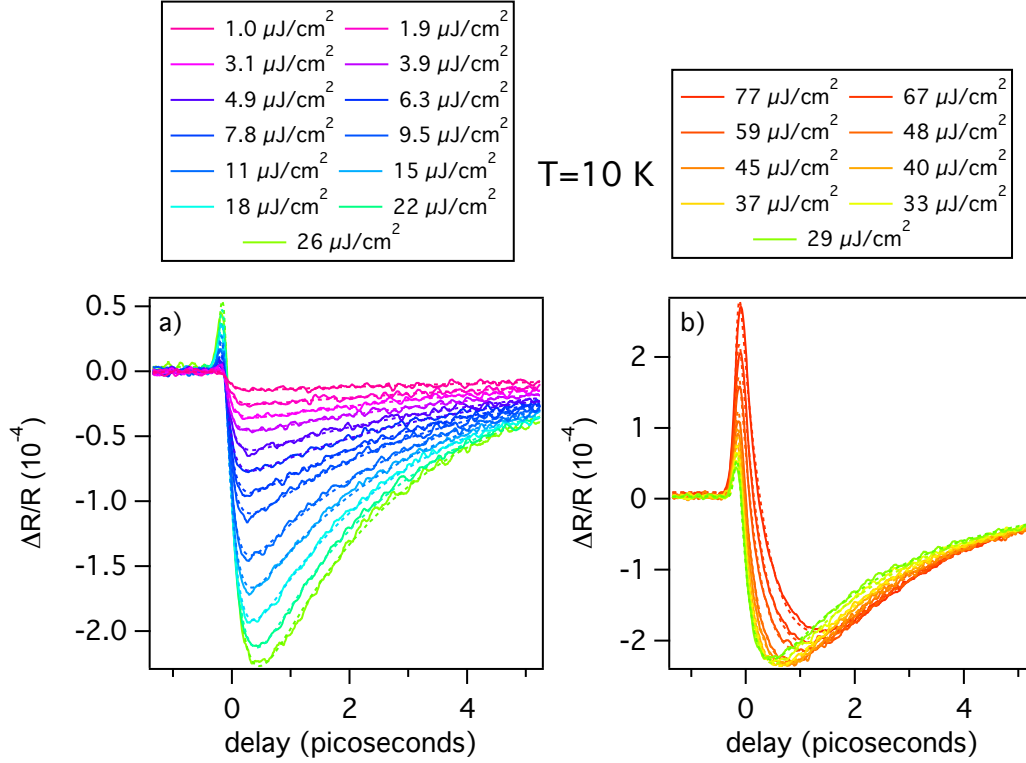 1.0 µJ/cm² 1.9 µJ/cm²
3.1 µJ/cm² 3.9 µJ/cm²
4.9 µJ/cm² 6.3 µJ/cm²
7.8 µJ/cm² 9.5 µJ/cm²
11 µJ/cm² 15 µJ/cm²
18 µJ/cm² 22 µJ/cm²
26 µJ/cm²
T=10 K
77 µJ/cm² 67 µJ/cm²
59 µJ/cm² 48 µJ/cm²
45 µJ/cm² 40 µJ/cm²
37 µJ/cm² 33 µJ/cm²
29 µJ/cm²
a)
ΔR/R (10⁻⁴)
0.5
0.0
-0.5
-1.0
-1.5
-2.0
0 2 4
delay (picoseconds)
b)
ΔR/R (10⁻⁴)
2
1
0
-1
-2
0 2 4
delay (picoseconds)